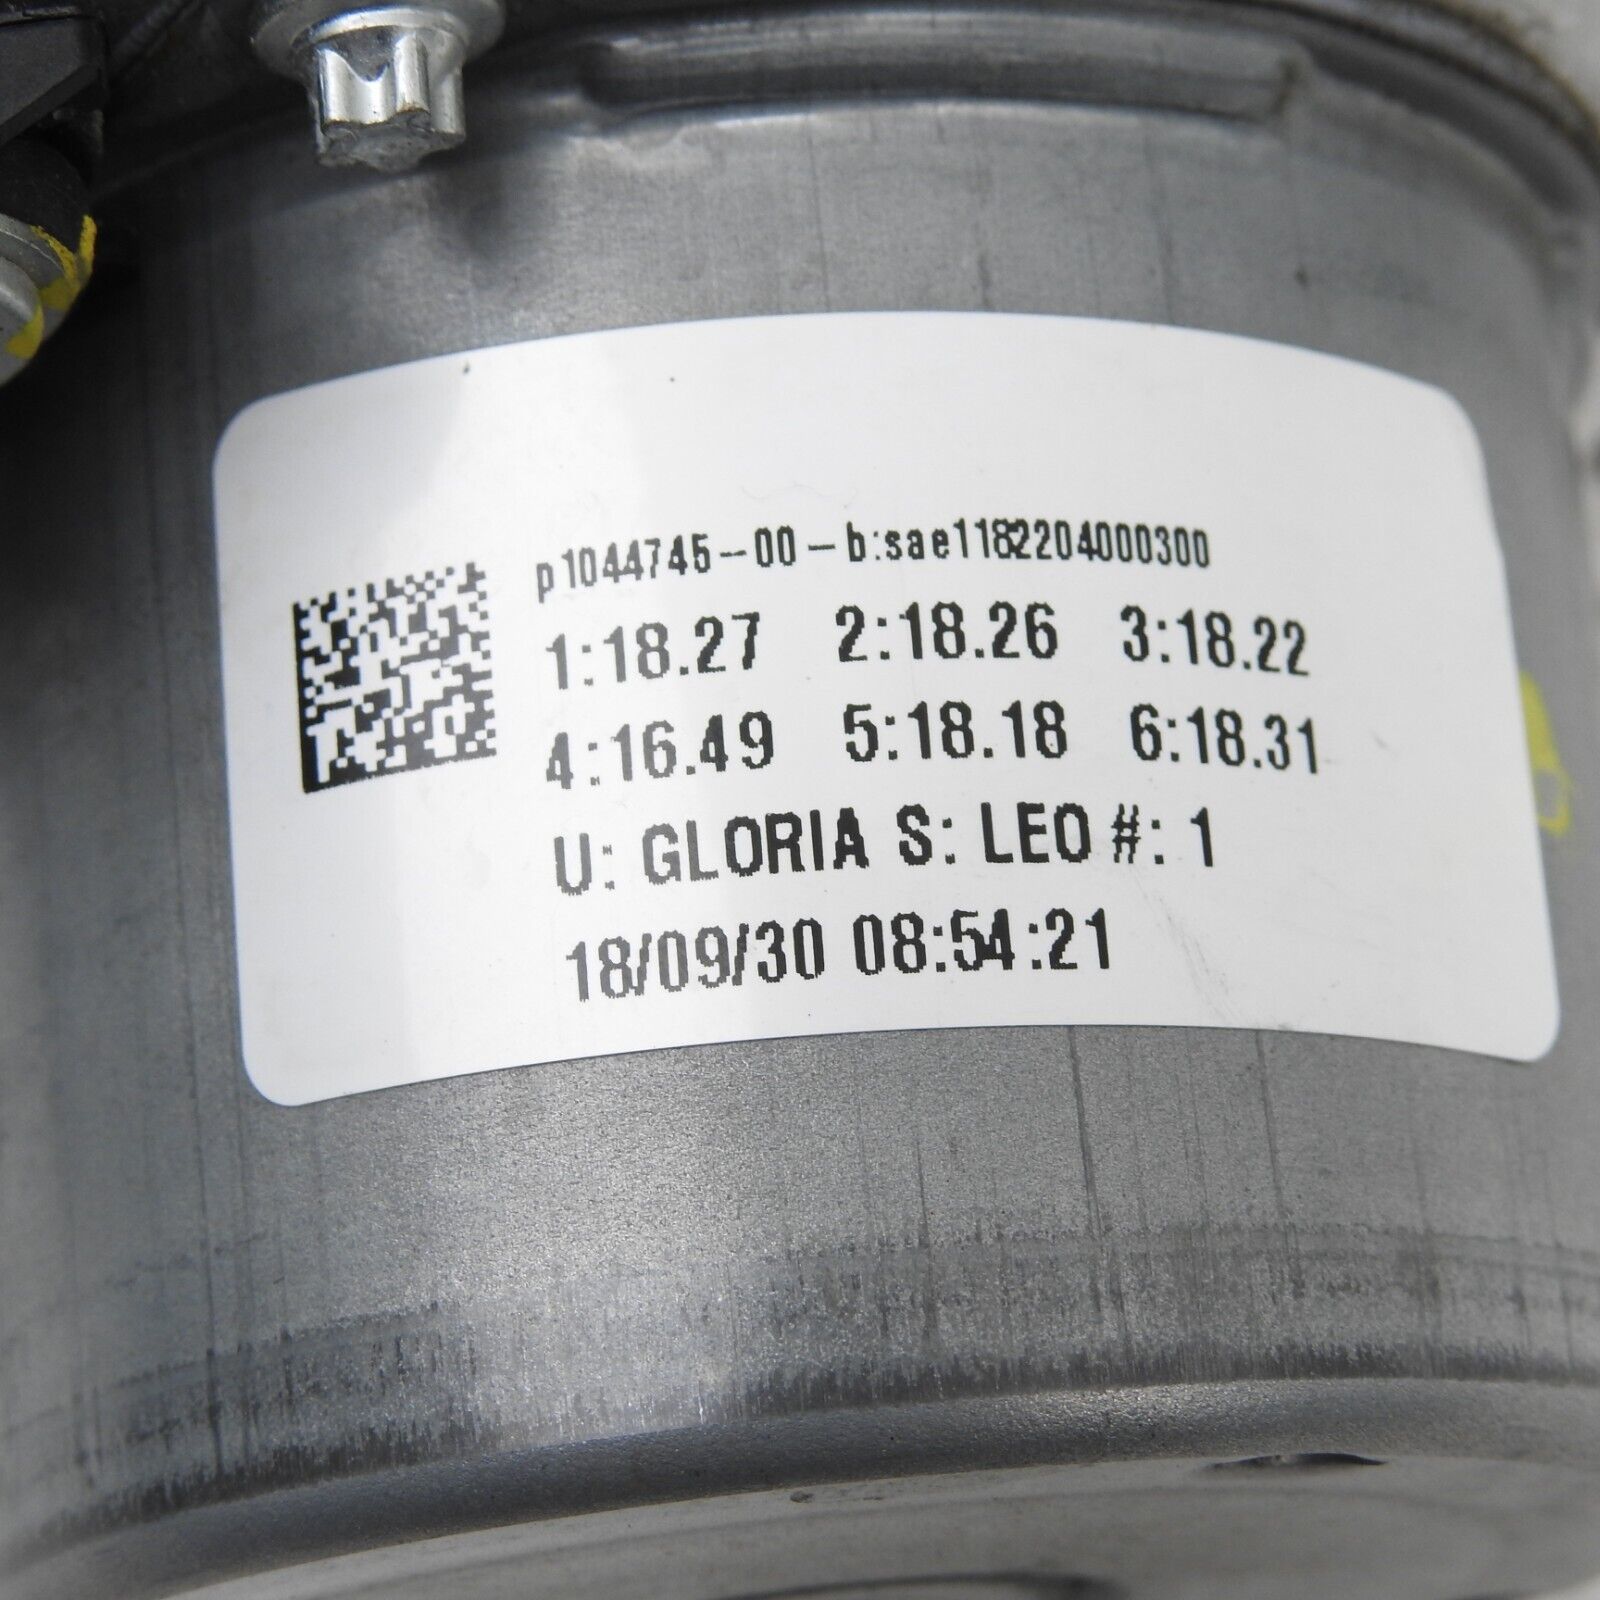 p1044745-00-b:sae1182204000300
1:18.27 2:18.26 3:18.22
4:16.49 5:18.18 6:18.31
U: GLORIA S: LEO #: 1
18/09/30 08:54:21